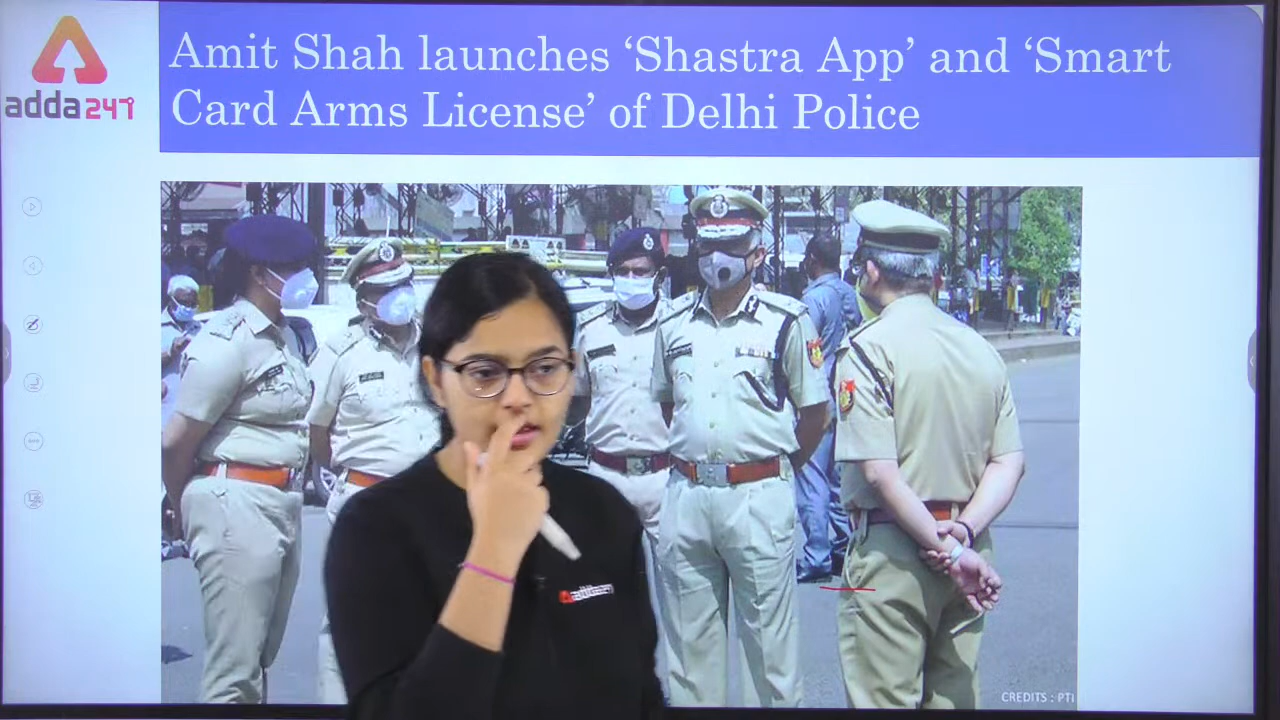 Amit Shah launches ‘Shastra App’ and ‘Smart
Card Arms License’ of Delhi Police
adda247
CREDITS : PTI